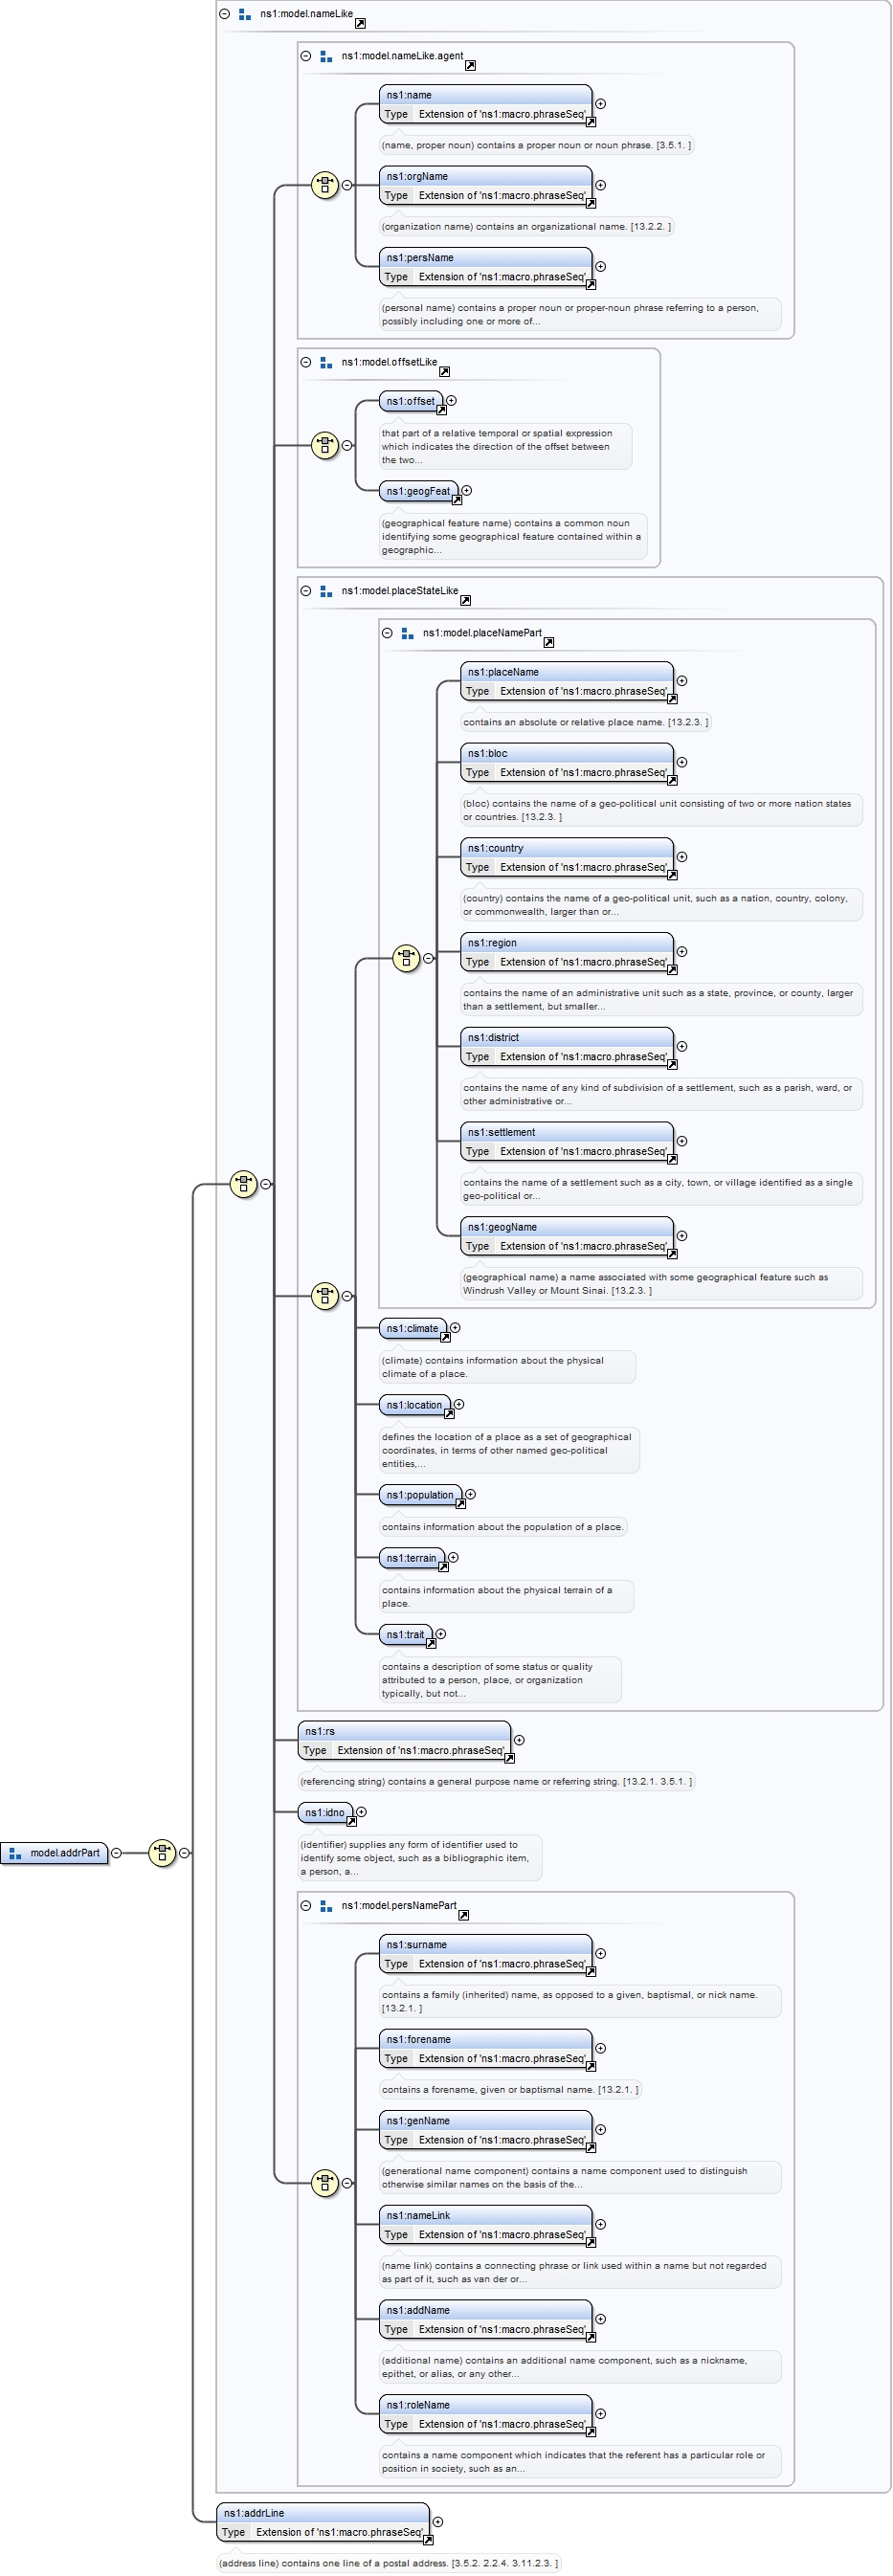 ns1:model.nameLike
ns1:model.nameLike.agent
ns1:name
Type Extension of 'ns1:macro.phraseSeq'
(name, proper noun) contains a proper noun or noun phrase. [3.5.1. ]
ns1:orgName
Type Extension of 'ns1:macro.phraseSeq'
(organization name) contains an organizational name. [13.2.2. ]
ns1:persName
Type Extension of 'ns1:macro.phraseSeq'
(personal name) contains a proper noun or proper-noun phrase referring to a person,
possibly including one or more of...
ns1:model.offsetLike
ns1:offset
that part of a relative temporal or spatial expression
which indicates the direction of the offset between
the two...
ns1:geogFeat
(geographical feature name) contains a common noun
identifying some geographical feature contained within a
geographic...
ns1:model.placeStateLike
ns1:model.placeNamePart
ns1:placeName
Type Extension of 'ns1:macro.phraseSeq'
contains an absolute or relative place name. [13.2.3. ]
ns1:bloc
Type Extension of 'ns1:macro.phraseSeq'
(bloc) contains the name of a geo-political unit consisting of two or more nation states
or countries. [13.2.3. ]
ns1:country
Type Extension of 'ns1:macro.phraseSeq'
(country) contains the name of a geo-political unit, such as a nation, country, colony,
or commonwealth, larger than or...
ns1:region
Type Extension of 'ns1:macro.phraseSeq'
contains the name of an administrative unit such as a state, province, or county, larger
than a settlement, but smaller...
ns1:district
Type Extension of 'ns1:macro.phraseSeq'
contains the name of any kind of subdivision of a settlement, such as a parish, ward, or
other administrative or...
ns1:settlement
Type Extension of 'ns1:macro.phraseSeq'
contains the name of a settlement such as a city, town, or village identified as a single
geo-political or...
ns1:geogName
Type Extension of 'ns1:macro.phraseSeq'
(geographical name) a name associated with some geographical feature such as
Windrush Valley or Mount Sinai. [13.2.3. ]
ns1:climate
(climate) contains information about the physical
climate of a place.
ns1:location
defines the location of a place as a set of geographical
coordinates, in terms of other named geo-political
entities,...
ns1:population
contains information about the population of a place.
ns1:terrain
contains information about the physical terrain of a
place.
ns1:trait
contains a description of some status or quality
attributed to a person, place, or organization
typically, but not...
ns1:rs
Type Extension of 'ns1:macro.phraseSeq'
(referencing string) contains a general purpose name or referring string. [13.2.1. 3.5.1. ]
ns1:idno
(identifier) supplies any form of identifier used to
identify some object, such as a bibliographic item,
a person, a...
model.addrPart
ns1:model.persNamePart
ns1:surname
Type Extension of 'ns1:macro.phraseSeq'
contains a family (inherited) name, as opposed to a given, baptismal, or nick name.
[13.2.1. ]
ns1:forename
Type Extension of 'ns1:macro.phraseSeq'
contains a forename, given or baptismal name. [13.2.1. ]
ns1:genName
Type Extension of 'ns1:macro.phraseSeq'
(generational name component) contains a name component used to distinguish
otherwise similar names on the basis of the...
ns1:nameLink
Type Extension of 'ns1:macro.phraseSeq'
(name link) contains a connecting phrase or link used within a name but not regarded
as part of it, such as van der or...
ns1:addName
Type Extension of 'ns1:macro.phraseSeq'
(additional name) contains an additional name component, such as a nickname,
epithet, or alias, or any other...
ns1:roleName
Type Extension of 'ns1:macro.phraseSeq'
contains a name component which indicates that the referent has a particular role or
position in society, such as an...
ns1:addrLine
Type Extension of 'ns1:macro.phraseSeq'
(address line) contains one line of a postal address. [3.5.2. 2.2.4. 3.11.2.3. ]